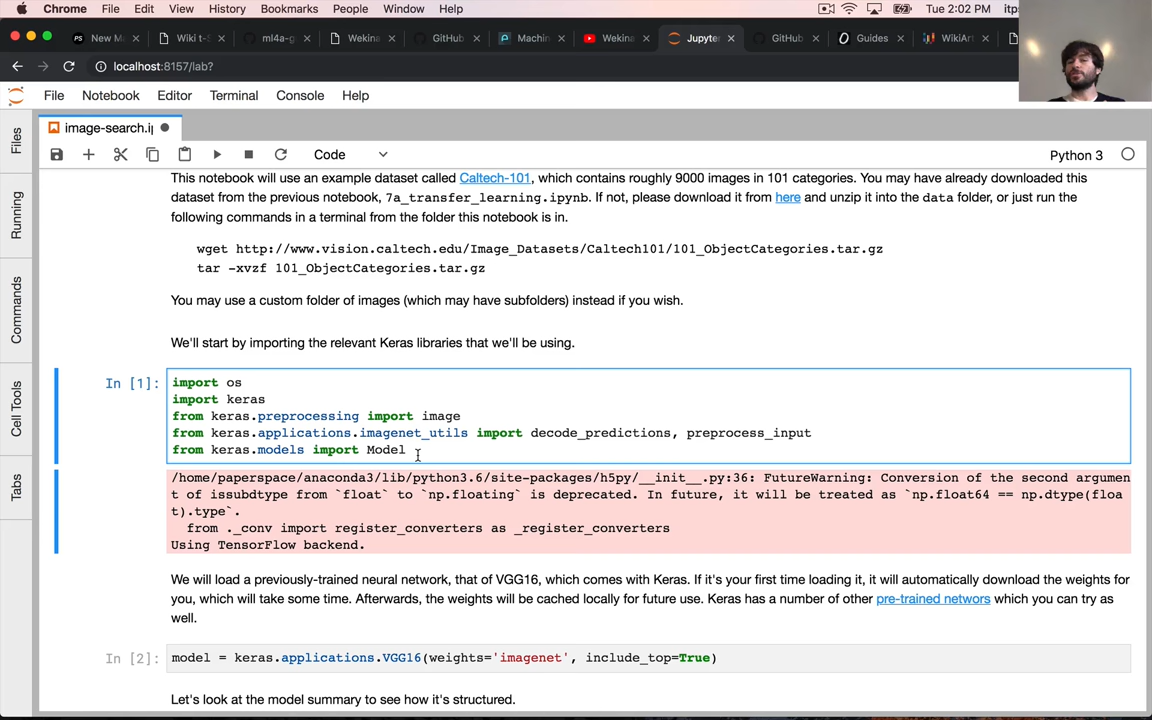 Chrome File Edit View History Bookmarks People Window Help Tue 2:02 PM itp
New M Wiki t-S ml4a-g Wekina GitHub Machin Wekina Jupyter GitHub Guides WikiArt
localhost:8157/lab?
File Notebook Editor Terminal Console Help
image-search.ip
Code Python 3
Files
Running
Commands
Cell Tools
Tabs
This notebook will use an example dataset called Caltech-101, which contains roughly 9000 images in 101 categories. You may have already downloaded this
dataset from the previous notebook, 7a_transfer_learning.ipynb. If not, please download it from here and unzip it into the data folder, or just run the
following commands in a terminal from the folder this notebook is in.
wget http://www.vision.caltech.edu/Image_Datasets/Caltech101/101_ObjectCategories.tar.gz
tar -xvzf 101_ObjectCategories.tar.gz
You may use a custom folder of images (which may have subfolders) instead if you wish.
We'll start by importing the relevant Keras libraries that we'll be using.
In [1]: import os
import keras
from keras.preprocessing import image
from keras.applications.imagenet_utils import decode_predictions, preprocess_input
from keras.models import Model
/home/paperspace/anaconda3/lib/python3.6/site-packages/h5py/__init__.py:36: FutureWarning: Conversion of the second argumen
t of issubdtype from `float` to `np.floating` is deprecated. In future, it will be treated as `np.float64 == np.dtype(floa
t).type`.
from ._conv import register_converters as _register_converters
Using TensorFlow backend.
We will load a previously-trained neural network, that of VGG16, which comes with Keras. If it's your first time loading it, it will automatically download the weights for
you, which will take some time. Afterwards, the weights will be cached locally for future use. Keras has a number of other pre-trained networs which you can try as
well.
In [2]: model = keras.applications.VGG16(weights='imagenet', include_top=True)
Let's look at the model summary to see how it's structured.